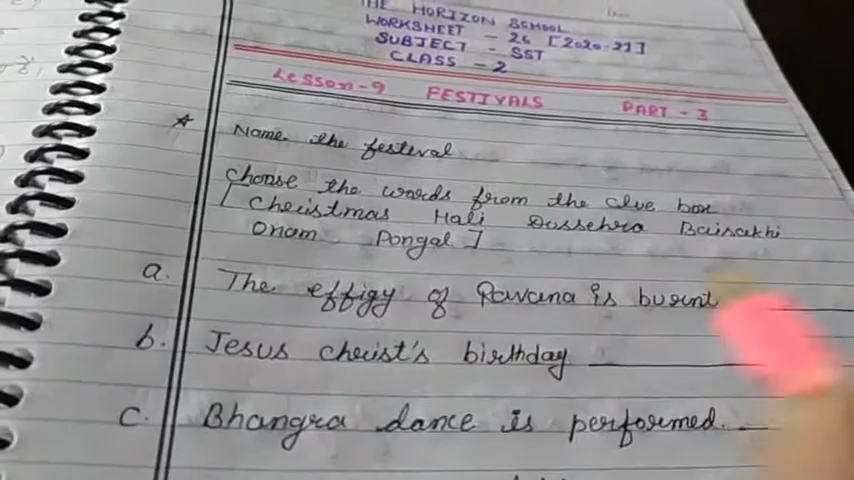 THE HORIZON SCHOOL
WORKSHEET - 26 [2020-21]
SUBJECT - SST
CLASS - 2
Lesson-9 FESTIVALS PART - 3
* Name the festival
Choose the words from the clue box
[ Christmas Holi Dussehra Baisakhi
Onam Pongal ]
a. The effigy of Ravana is burnt
b. Jesus christ's birthday
c. Bhangra dance is performed.